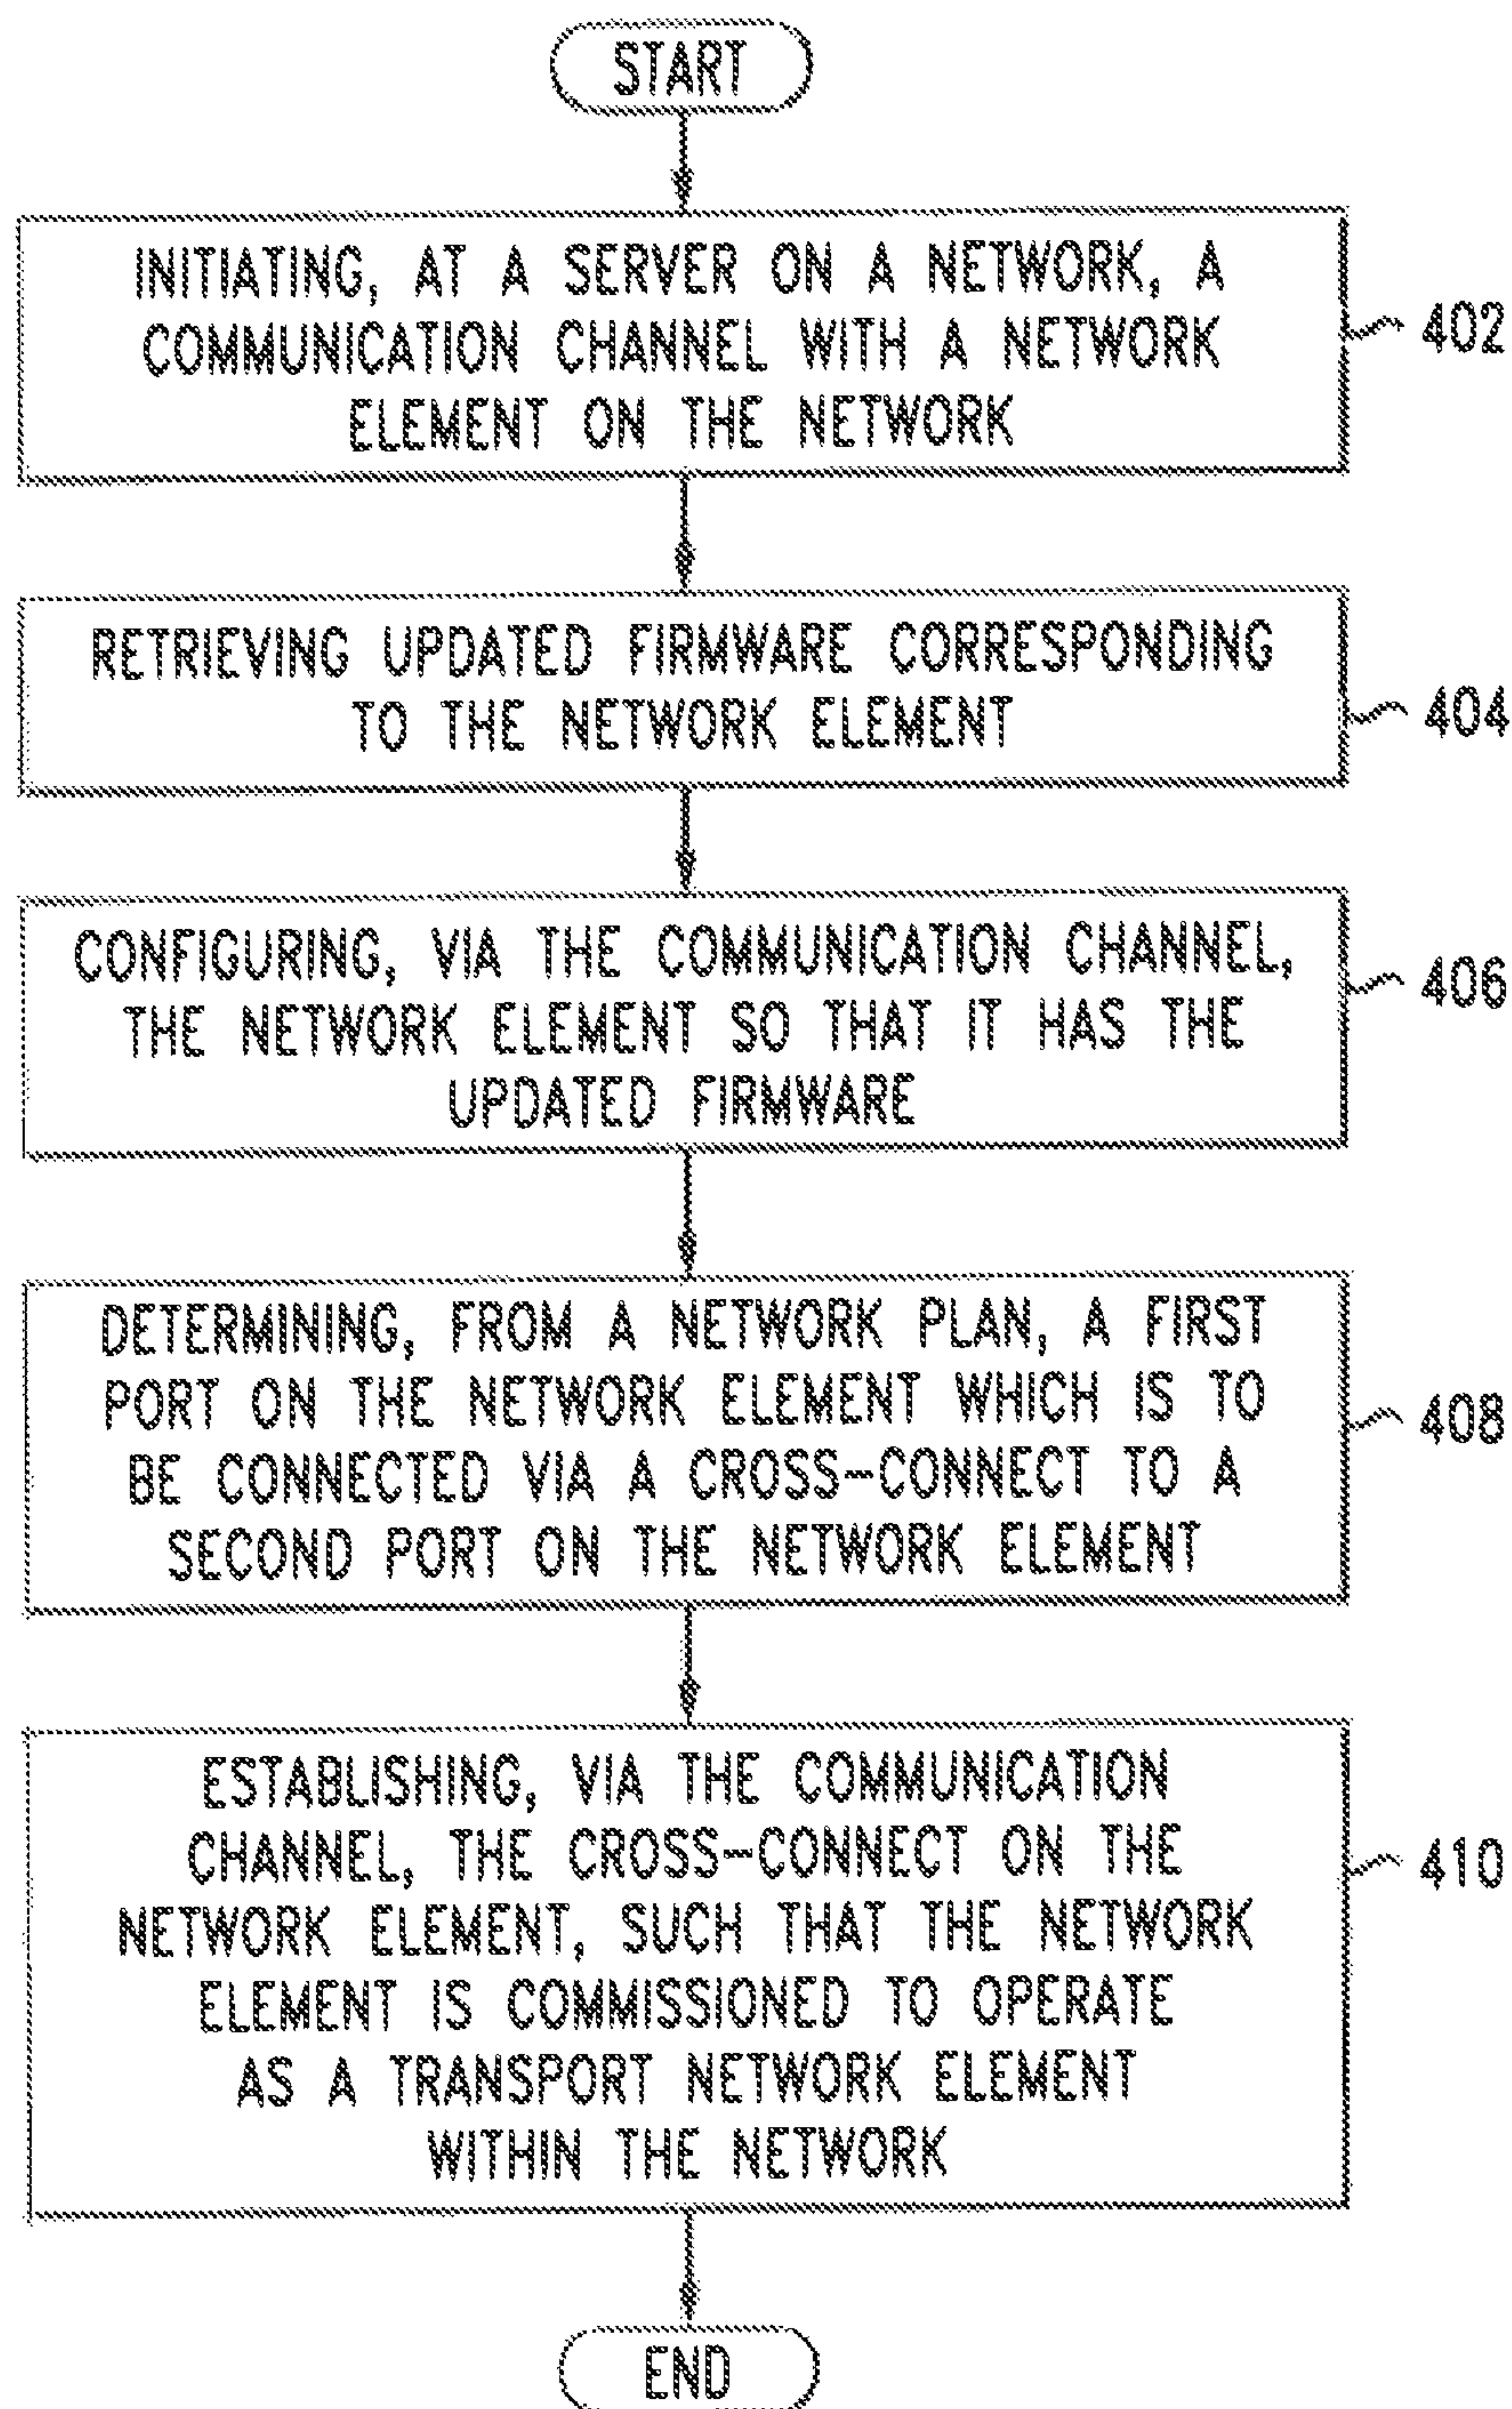 START
INITIATING, AT A SERVER ON A NETWORK, A
COMMUNICATION CHANNEL WITH A NETWORK
ELEMENT ON THE NETWORK
402
RETRIEVING UPDATED FIRMWARE CORRESPONDING
TO THE NETWORK ELEMENT
404
CONFIGURING, VIA THE COMMUNICATION CHANNEL,
THE NETWORK ELEMENT SO THAT IT HAS THE
UPDATED FIRMWARE
406
DETERMINING, FROM A NETWORK PLAN, A FIRST
PORT ON THE NETWORK ELEMENT WHICH IS TO
BE CONNECTED VIA A CROSS-CONNECT TO A
SECOND PORT ON THE NETWORK ELEMENT
408
ESTABLISHING, VIA THE COMMUNICATION
CHANNEL, THE CROSS-CONNECT ON THE
NETWORK ELEMENT, SUCH THAT THE NETWORK
ELEMENT IS COMMISSIONED TO OPERATE
AS A TRANSPORT NETWORK ELEMENT
WITHIN THE NETWORK
410
END